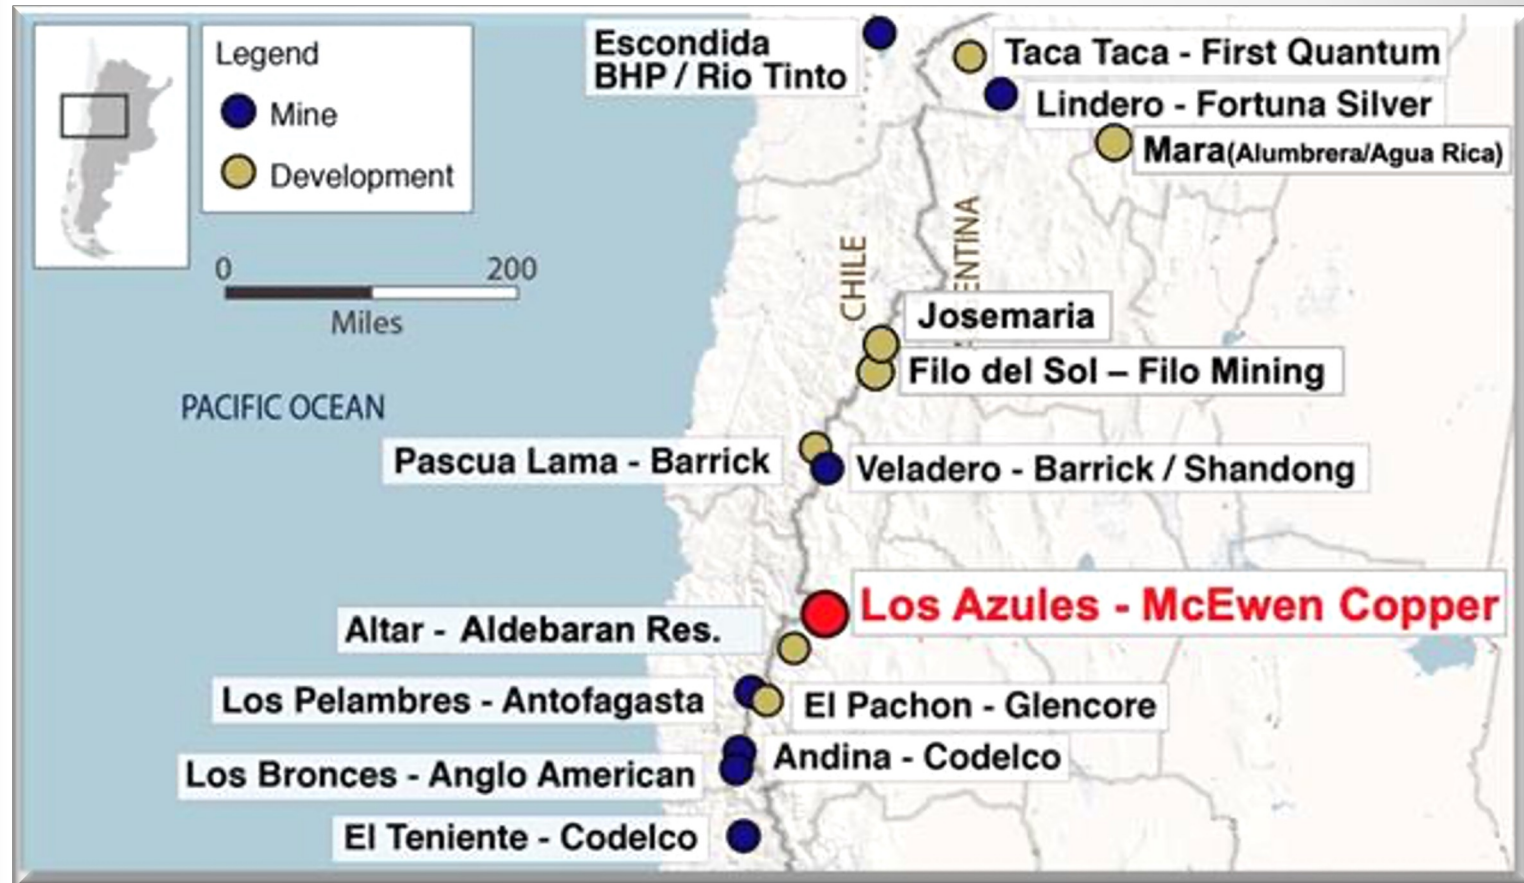 Legend
Mine
Development
0 200
Miles
PACIFIC OCEAN
CHILE
ENTINA
Escondida
BHP / Rio Tinto
Taca Taca - First Quantum
Lindero - Fortuna Silver
Mara(Alumbrera/Agua Rica)
Josemaria
Filo del Sol – Filo Mining
Pascua Lama - Barrick
Veladero - Barrick / Shandong
Los Azules - McEwen Copper
Altar - Aldebaran Res.
Los Pelambres - Antofagasta
El Pachon - Glencore
Andina - Codelco
Los Bronces - Anglo American
El Teniente - Codelco